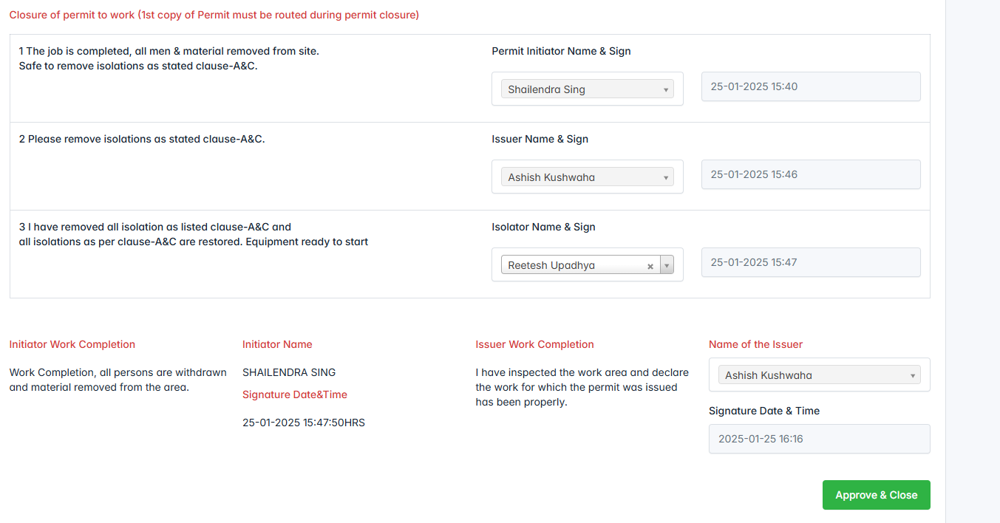 Closure of permit to work (1st copy of Permit must be routed during permit closure)
1 The job is completed, all men & material removed from site.
Safe to remove isolations as stated clause-A&C.
Permit Initiator Name & Sign
Shailendra Sing
25-01-2025 15:40
2 Please remove isolations as stated clause-A&C.
Issuer Name & Sign
Ashish Kushwaha
25-01-2025 15:46
3 I have removed all isolation as listed clause-A&C and
all isolations as per clause-A&C are restored. Equipment ready to start
Isolator Name & Sign
Reetesh Upadhya
25-01-2025 15:47
Initiator Work Completion
Work Completion, all persons are withdrawn
and material removed from the area.
Initiator Name
SHAILENDRA SING
Signature Date&Time
25-01-2025 15:47:50HRS
Issuer Work Completion
I have inspected the work area and declare
the work for which the permit was issued
has been properly.
Name of the Issuer
Ashish Kushwaha
Signature Date & Time
2025-01-25 16:16
Approve & Close